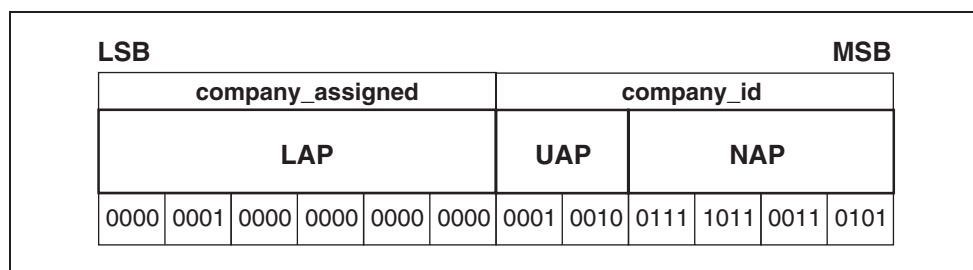 LSB MSB
company_assigned company_id
LAP UAP NAP
0000 0001 0000 0000 0000 0000 0001 0010 0111 1011 0011 0101